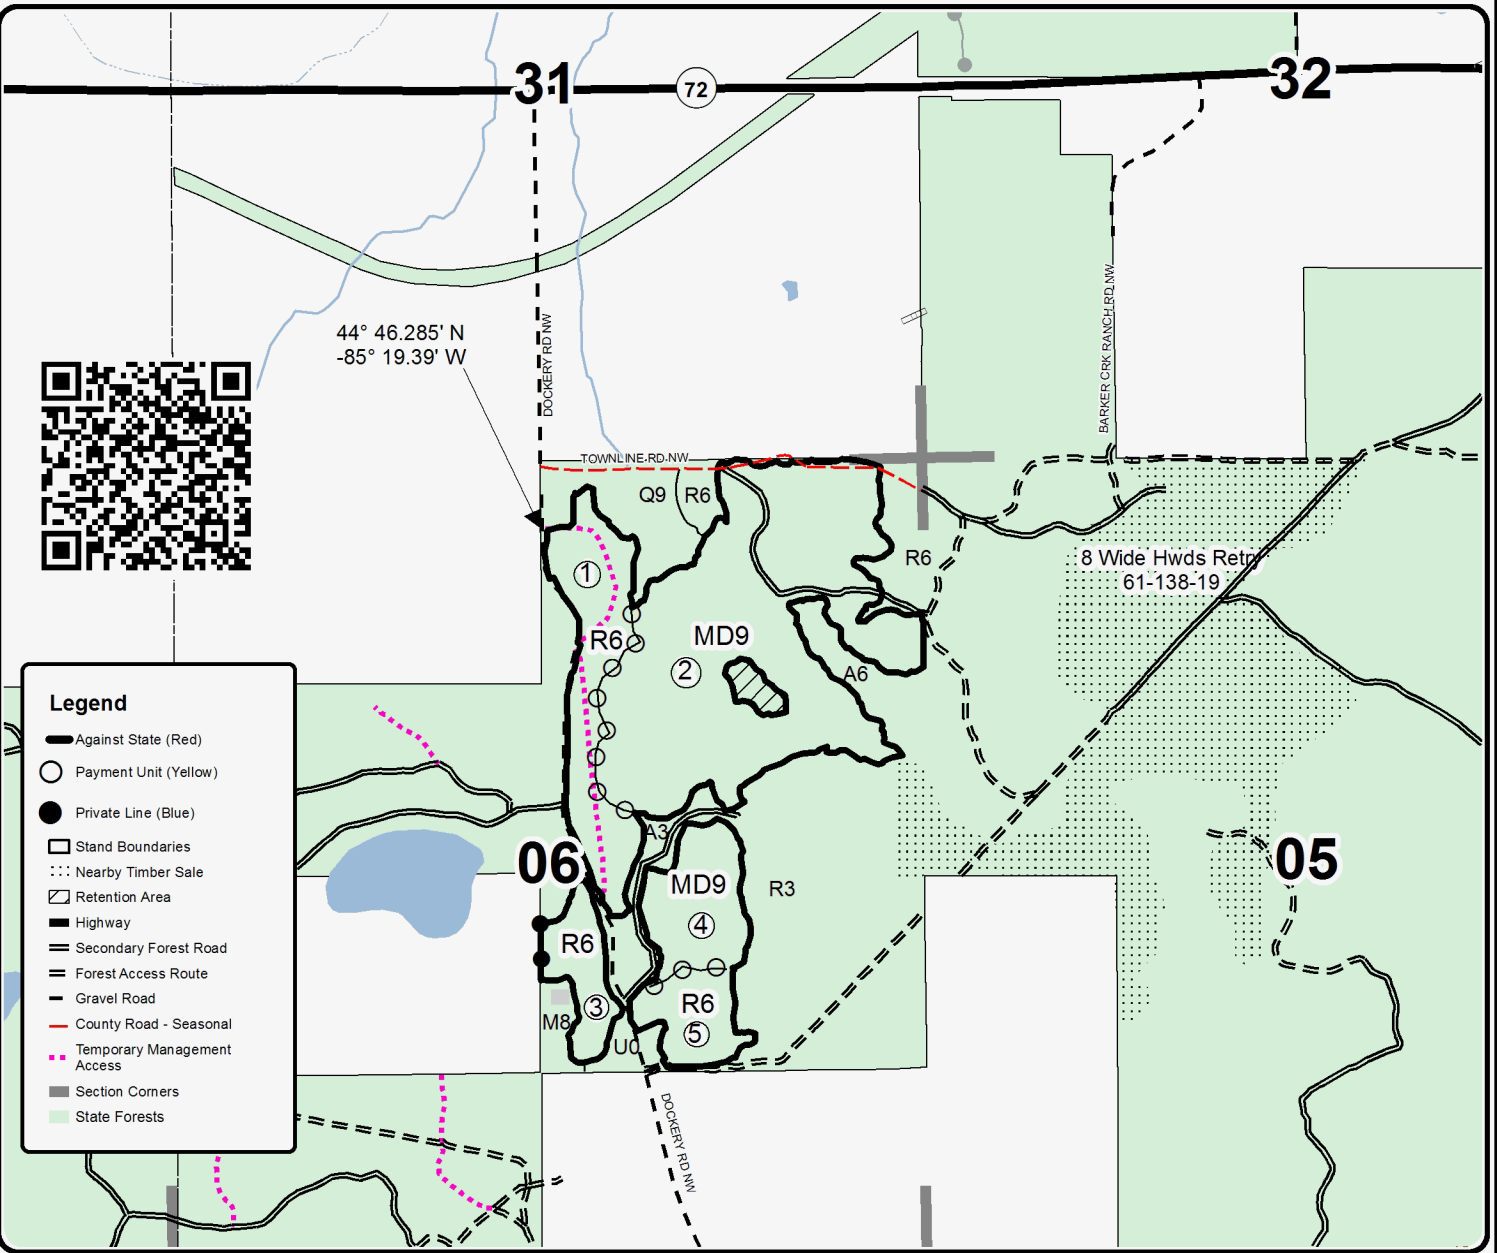 31
72
32
44° 46.285' N
-85° 19.39' W
DOCKERY RD NW
BARKER CRK RANCH RD NW
TOWNLINE RD NW
Q9
R6
R6
8 Wide Hwds Retry
61-138-19
1
R6
MD9
2
A6
A3
06
05
MD9
R3
4
R6
R6
3
5
M8
U0
DOCKERY RD NW
Legend
Against State (Red)
Payment Unit (Yellow)
Private Line (Blue)
Stand Boundaries
Nearby Timber Sale
Retention Area
Highway
Secondary Forest Road
Forest Access Route
Gravel Road
County Road - Seasonal
Temporary Management
Access
Section Corners
State Forests